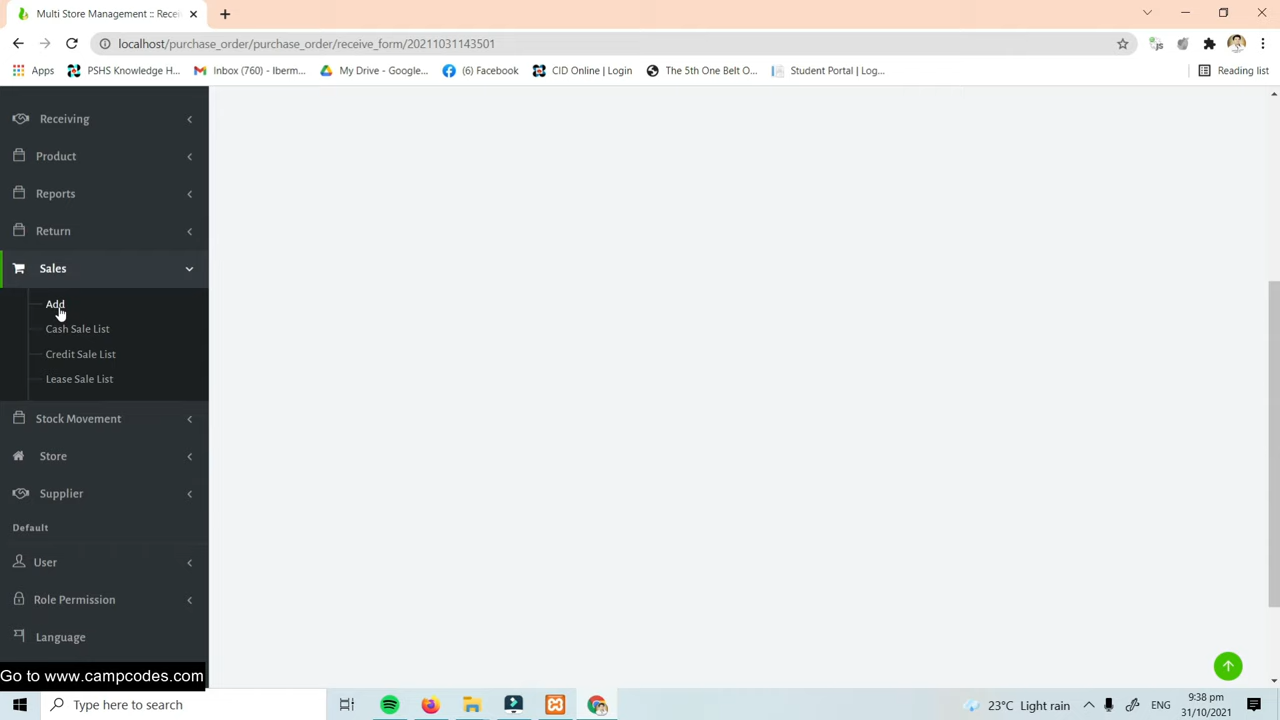 Multi Store Management :: Recei
localhost/purchase_order/purchase_order/receive_form/20211031143501
Apps
PSHS Knowledge H...
Inbox (760) - Iberm...
My Drive - Google...
(6) Facebook
CID Online | Login
The 5th One Belt O...
Student Portal | Log...
Reading list
Receiving
Product
Reports
Return
Sales
Add
Cash Sale List
Credit Sale List
Lease Sale List
Stock Movement
Store
Supplier
Default
User
Role Permission
Language
Go to www.campcodes.com
Type here to search
23°C Light rain
ENG
9:38 pm
31/10/2021